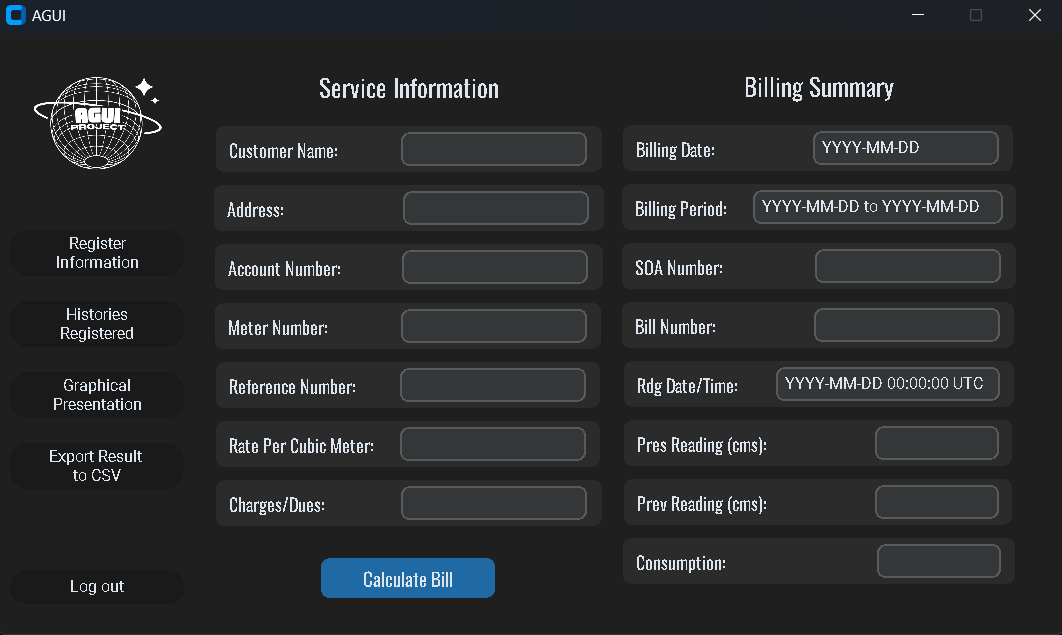 AGUI
AGUI
PROJECT
Register
Information
Histories
Registered
Graphical
Presentation
Export Result
to CSV
Log out
Service Information
Customer Name:
Address:
Account Number:
Meter Number:
Reference Number:
Rate Per Cubic Meter:
Charges/Dues:
Calculate Bill
Billing Summary
Billing Date: YYYY-MM-DD
Billing Period: YYYY-MM-DD to YYYY-MM-DD
SOA Number:
Bill Number:
Rdg Date/Time: YYYY-MM-DD 00:00:00 UTC
Pres Reading (cms):
Prev Reading (cms):
Consumption: